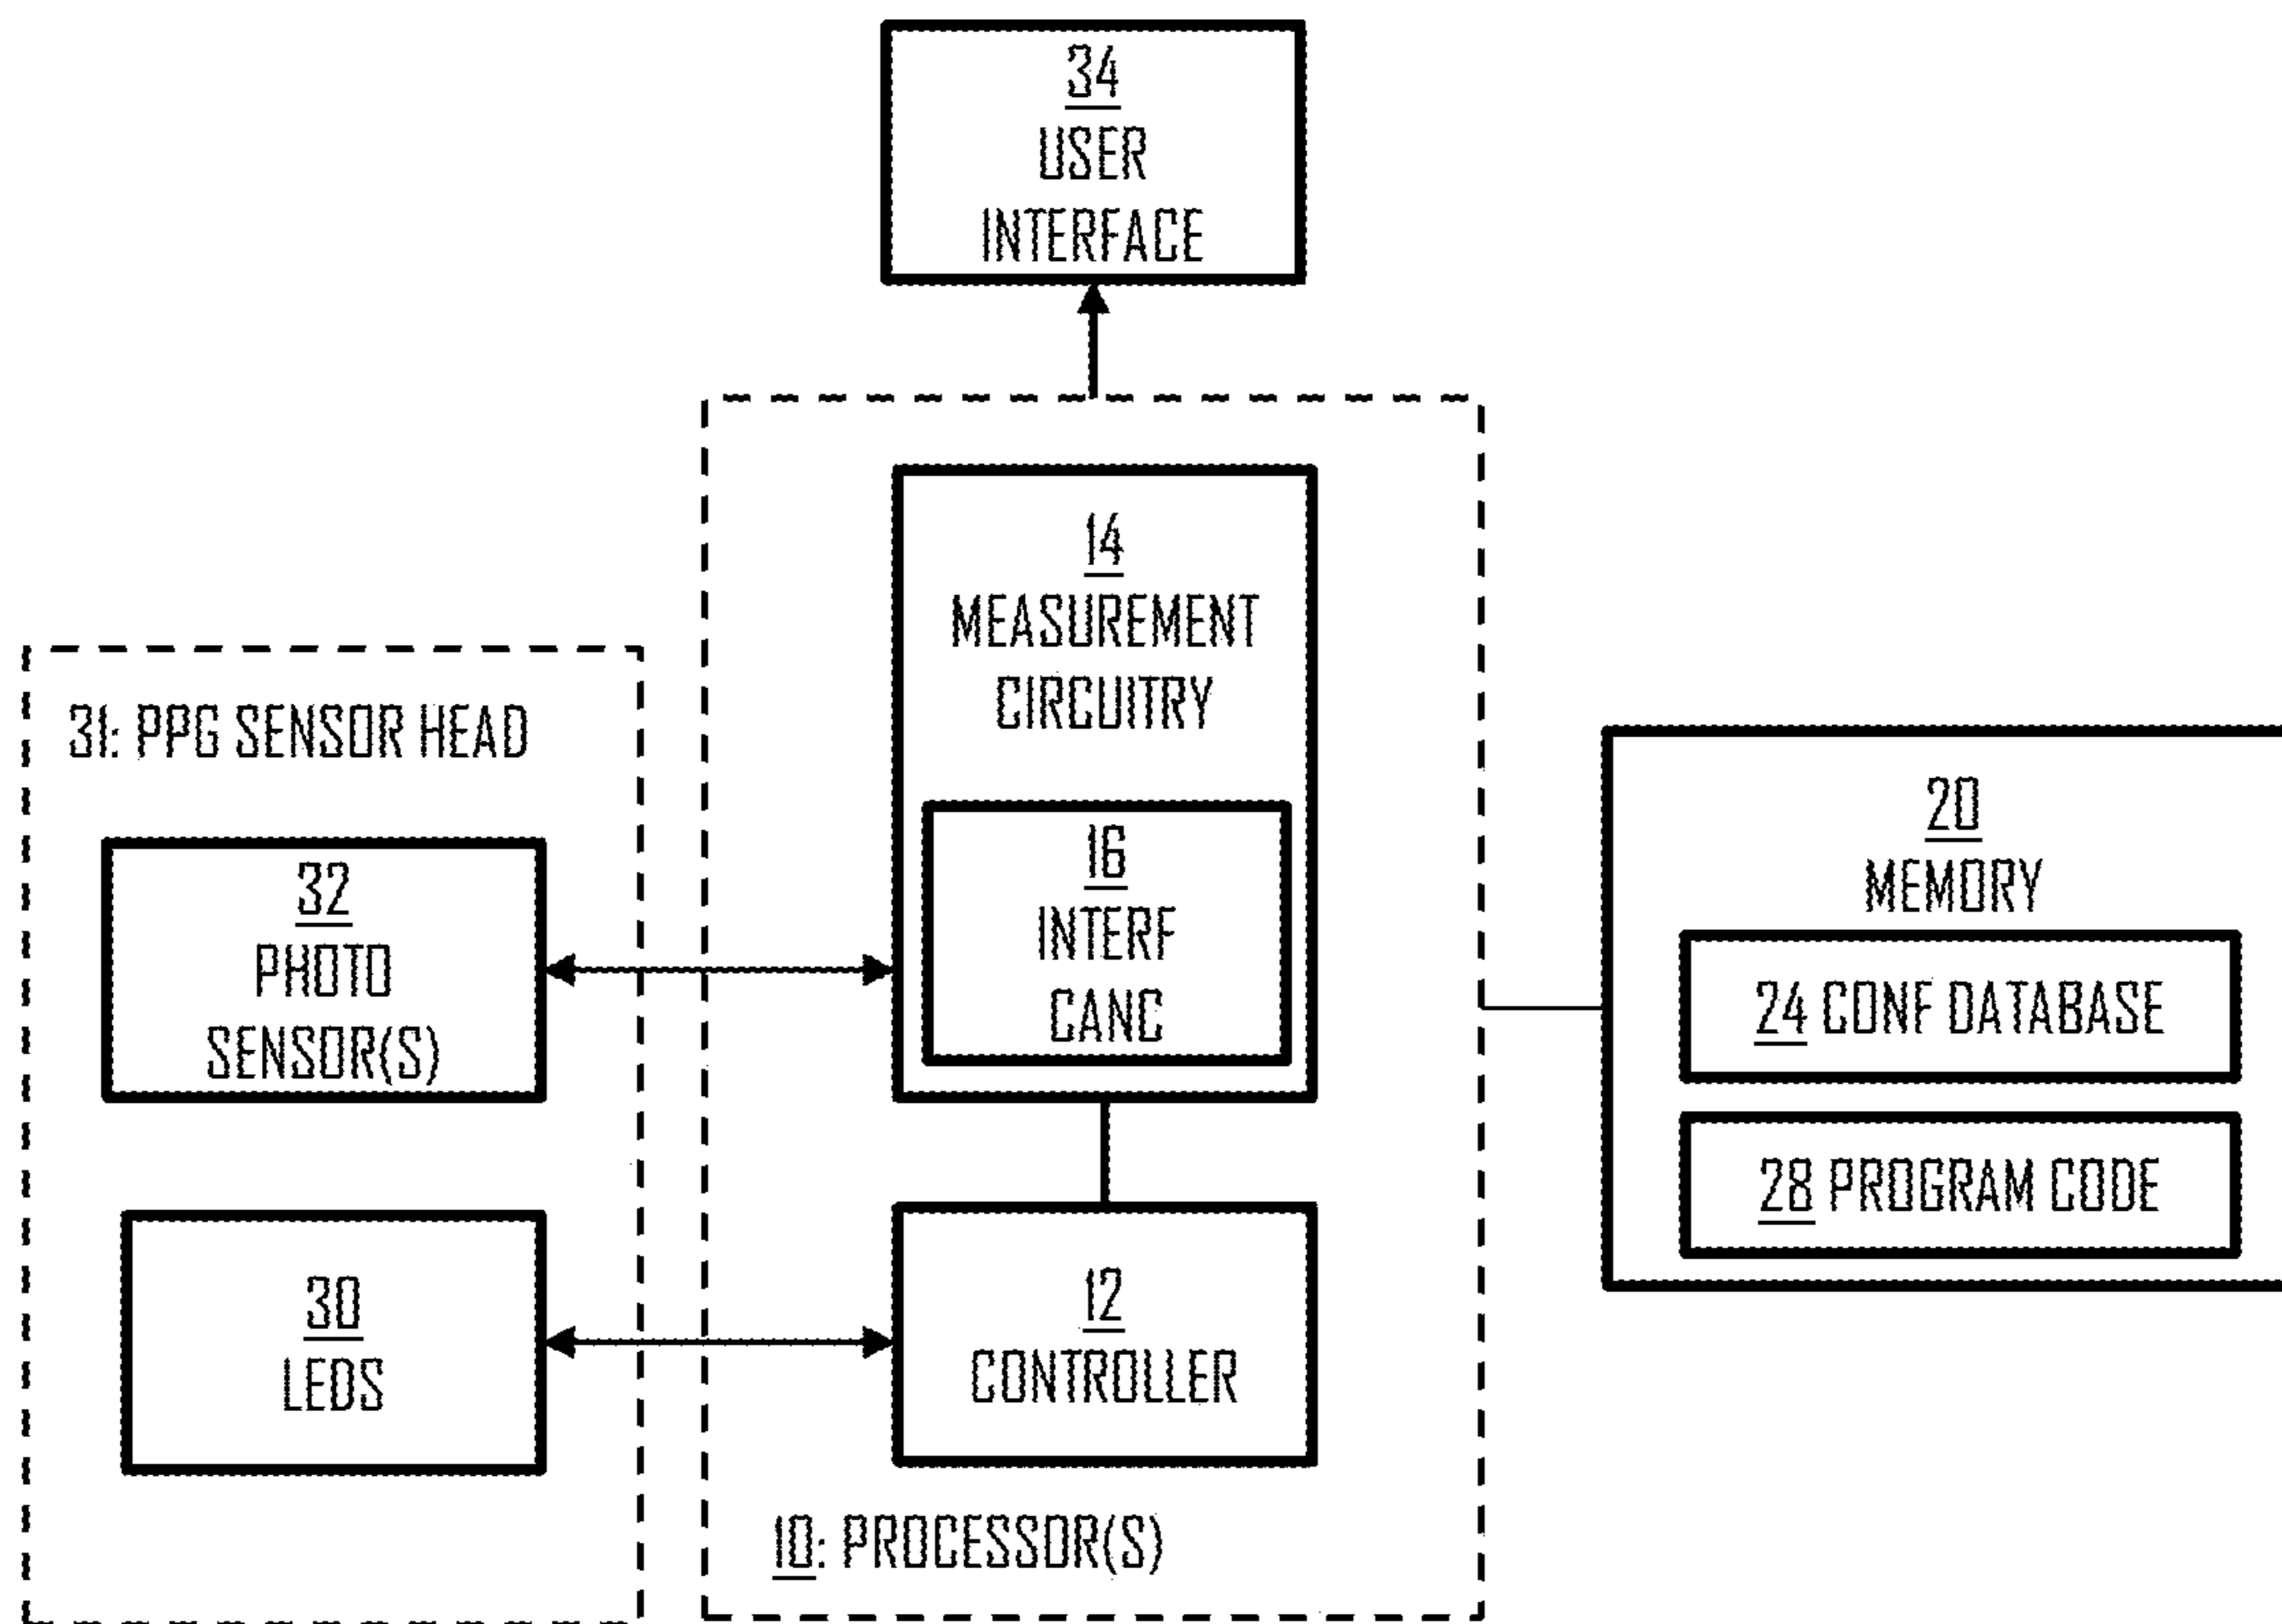 34
USER
INTERFACE
14
MEASUREMENT
CIRCUITRY
16
INTERF
CANC
31: PPG SENSOR HEAD
32
PHOTO
SENSOR(S)
30
LEDS
12
CONTROLLER
10: PROCESSOR(S)
20
MEMORY
24 CONF DATABASE
28 PROGRAM CODE